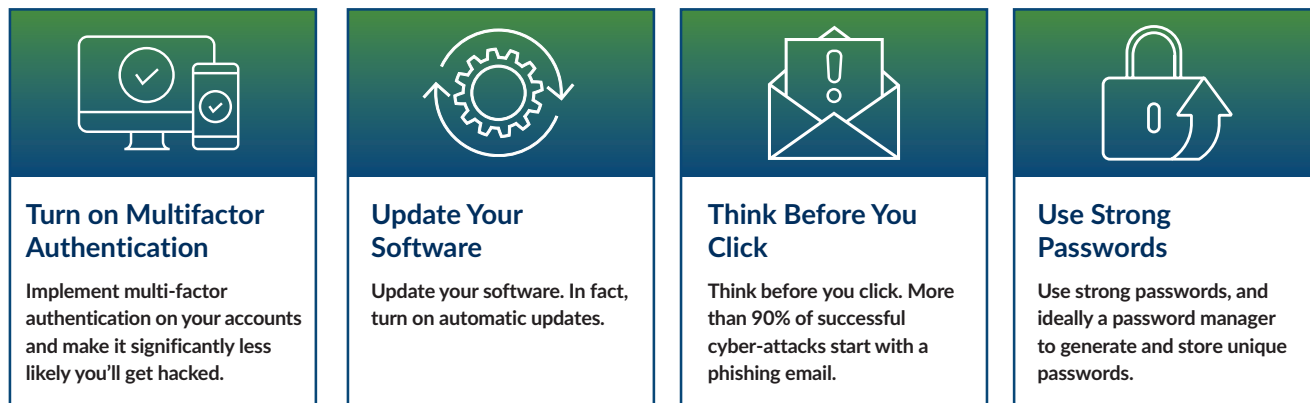 Turn on Multifactor
Authentication
Implement multi-factor
authentication on your accounts
and make it significantly less
likely you'll get hacked.
Update Your
Software
Update your software. In fact,
turn on automatic updates.
Think Before You
Click
Think before you click. More
than 90% of successful
cyber-attacks start with a
phishing email.
Use Strong
Passwords
Use strong passwords, and
ideally a password manager
to generate and store unique
passwords.